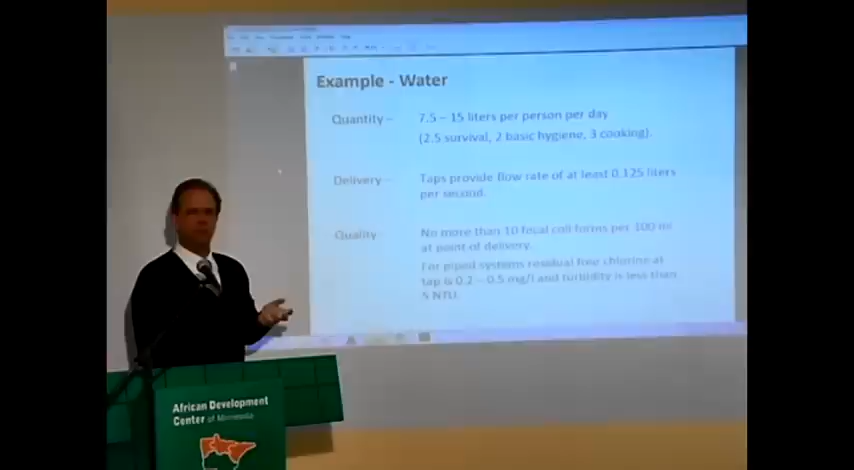 Example - Water
Quantity – 7.5 – 15 liters per person per day
(2.5 survival, 2 basic hygiene, 3 cooking).
Delivery – Taps provide flow rate of at least 0.125 liters
per second.
Quality No more than 10 fecal coli forms per 100 ml
at point of delivery.
For piped systems residual free chlorine at
tap is 0.2 – 0.5 mg/l and turbidity is less than
5 NTU.
African Development
Center of Minnesota